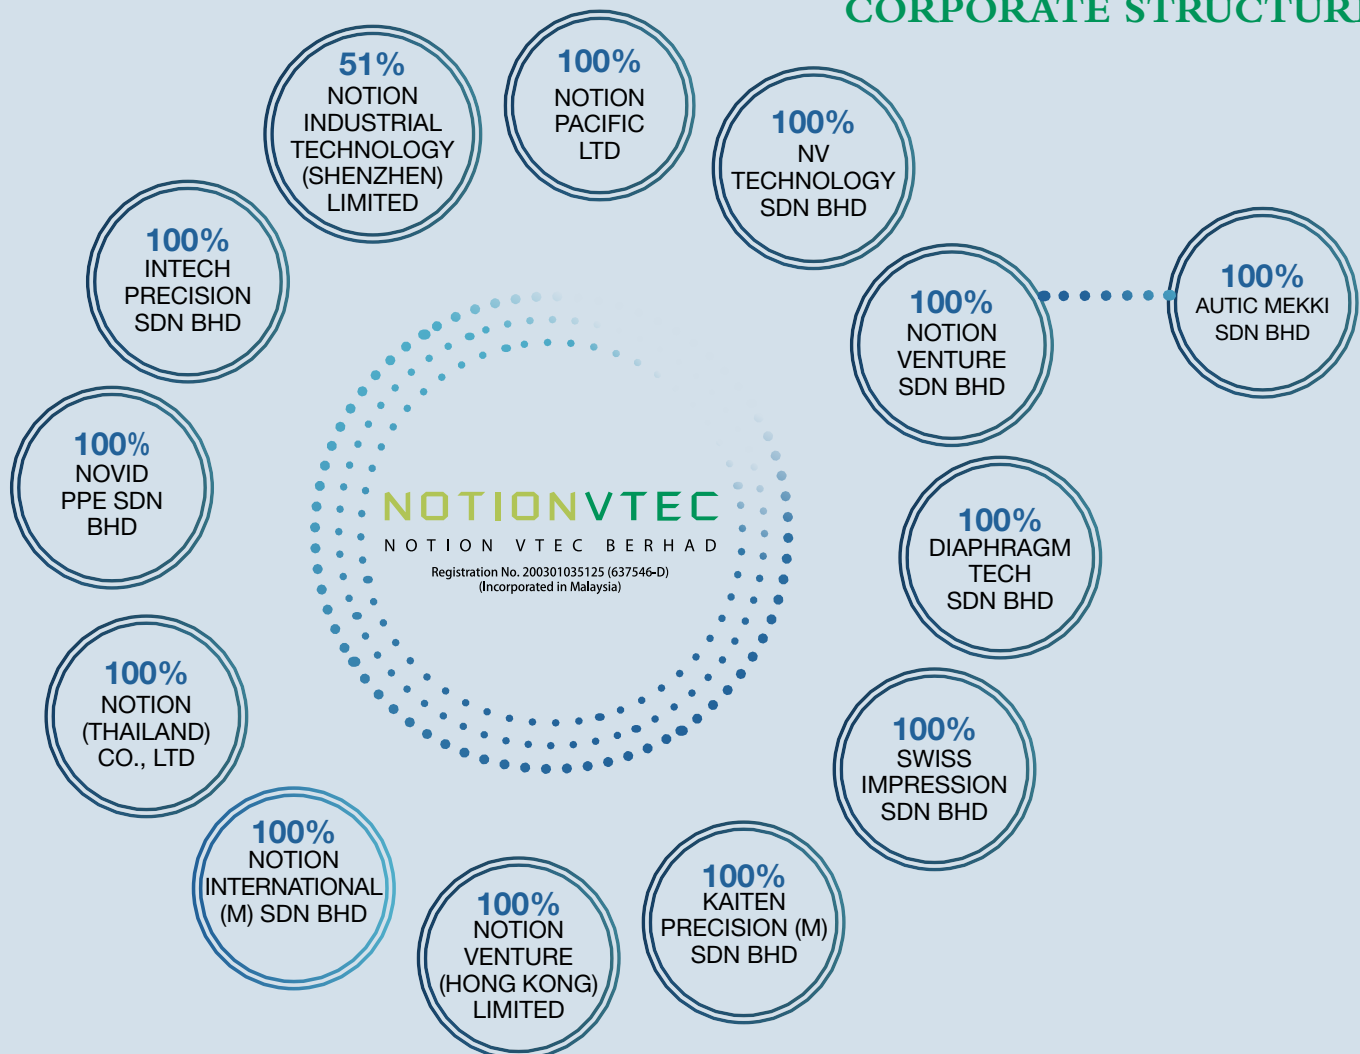 CORPORATE STRUCTURE
51%
NOTION
INDUSTRIAL
TECHNOLOGY
(SHENZHEN)
LIMITED
100%
NOTION
PACIFIC
LTD
100%
NV
TECHNOLOGY
SDN BHD
100%
INTECH
PRECISION
SDN BHD
100%
NOTION
VENTURE
SDN BHD
100%
AUTIC MEKKI
SDN BHD
100%
NOVID
PPE SDN
BHD
NOTIONVTEC
NOTION VTEC BERHAD
Registration No. 200301035125 (637546-D)
(Incorporated in Malaysia)
100%
DIAPHRAGM
TECH
SDN BHD
100%
NOTION
(THAILAND)
CO., LTD
100%
SWISS
IMPRESSION
SDN BHD
100%
NOTION
INTERNATIONAL
(M) SDN BHD
100%
NOTION
VENTURE
(HONG KONG)
LIMITED
100%
KAITEN
PRECISION (M)
SDN BHD